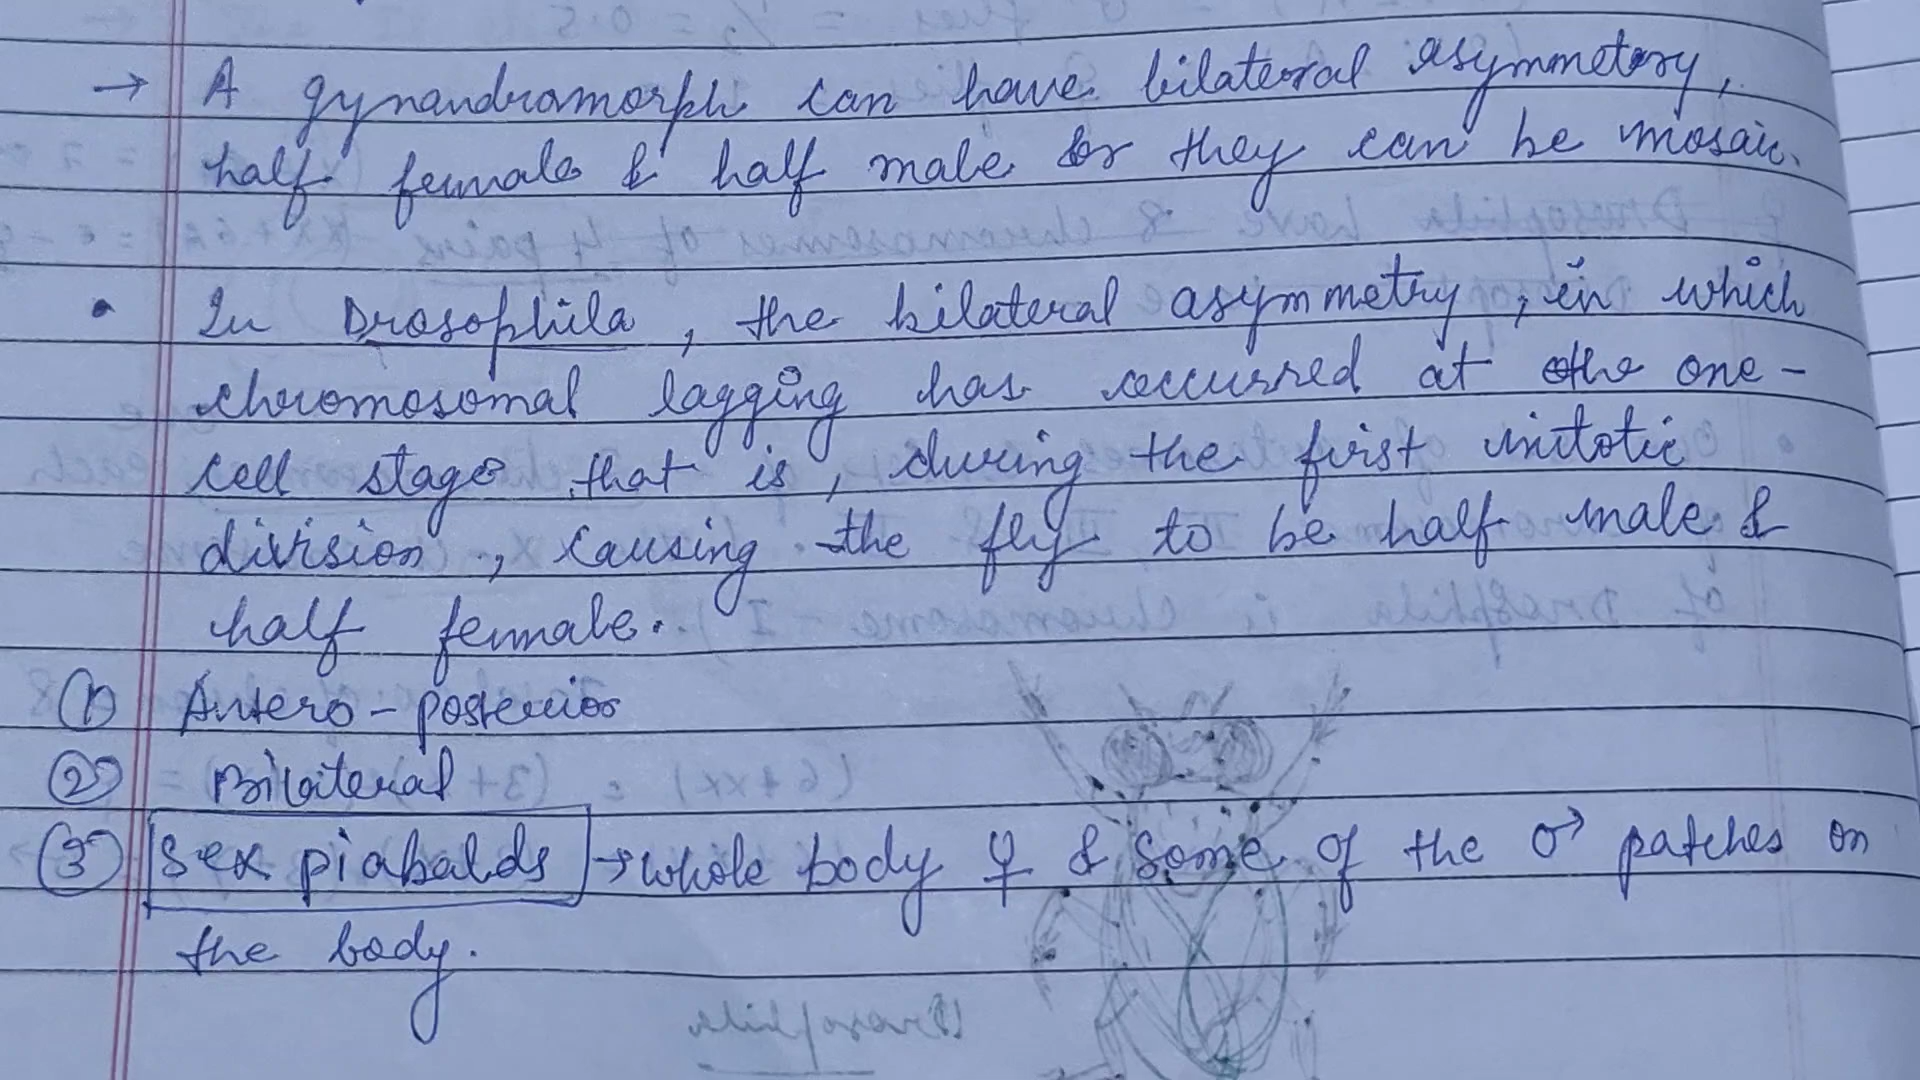 → A gynandromorph can have bilateral asymmetory,
half female & half male or they can be mosaic.
• In Drosophila, the bilateral asymmetry, in which
chromosomal lagging has occurred at the one-
cell stage that is, during the first mitotic
division, causing the fly to be half male &
half female.
① Antero-posterior
② Bilateral
③ Sex piabalds → whole body ♀ & some of the ♂ patches on
the body.